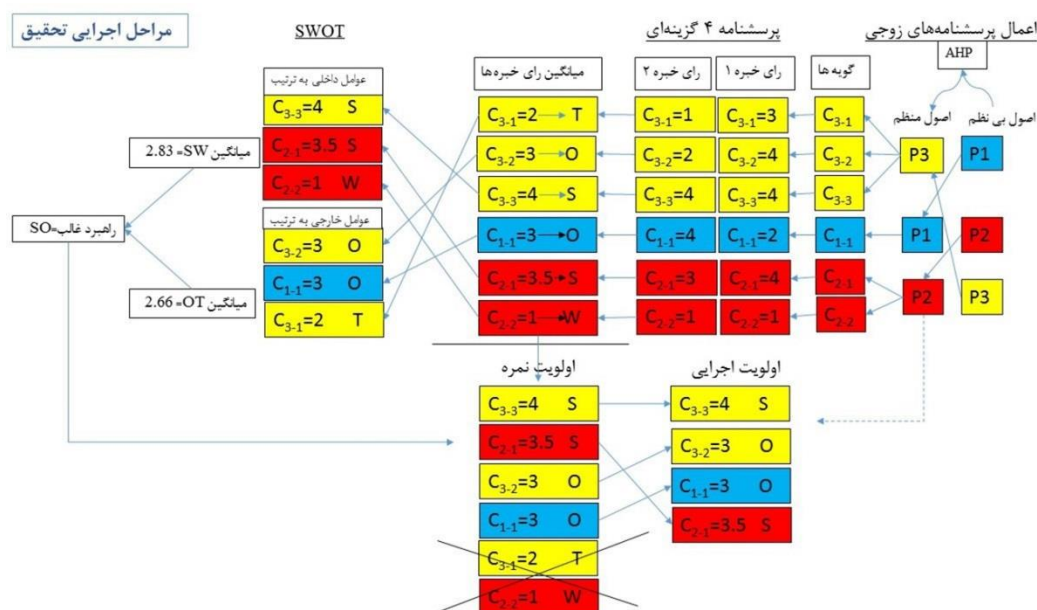 مراحل اجرایی تحقیق
اعمال پرسشنامه‌های زوجی
AHP
اصول بی نظم
اصول منظم
P1
P2
P3
P3
P1
P2
پرسشنامه ۴ گزینه‌ای
گویه ها
رای خبره ۱
رای خبره ۲
میانگین رای خبره‌ها
C3-1
C3-1=3
C3-1=1
C3-1=2 T
C3-2
C3-2=4
C3-2=2
C3-2=3 O
C3-3
C3-3=4
C3-3=4
C3-3=4 S
C1-1
C1-1=2
C1-1=4
C1-1=3 O
C2-1
C2-1=4
C2-1=3
C2-1=3.5 S
C2-2
C2-2=1
C2-2=1
C2-2=1 W
SWOT
عوامل داخلی به ترتیب
C3-3=4 S
C2-1=3.5 S
C2-2=1 W
عوامل خارجی به ترتیب
C3-2=3 O
C1-1=3 O
C3-1=2 T
میانگین SW= 2.83
میانگین OT= 2.66
راهبرد غالب=SO
اولویت اجرایی
C3-3=4 S
C3-2=3 O
C1-1=3 O
C2-1=3.5 S
اولویت نمره
C3-3=4 S
C2-1=3.5 S
C3-2=3 O
C1-1=3 O
C3-1=2 T
C2-2=1 W